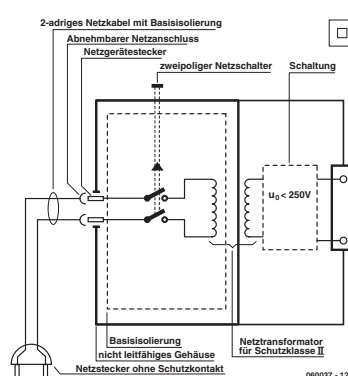 2-adriges Netzkabel mit Basisisolierung
Abnehmbarer Netzanschluss
Netzgerätestecker
zweipoliger Netzschalter
Schaltung
u0 < 250V
Basisisolierung
nicht leitfähiges Gehäuse
Netzstecker ohne Schutzkontakt
Netztransformator
für Schutzklasse II
060037 - 12